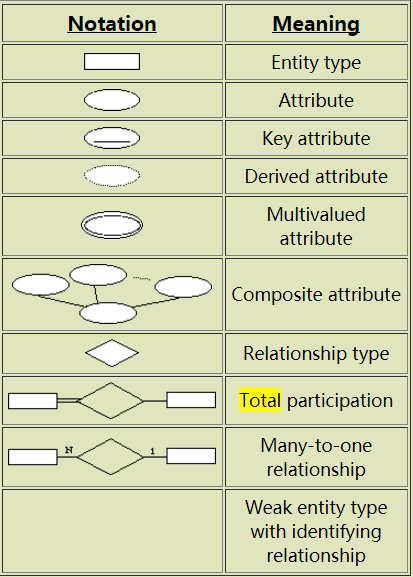 Notation Meaning
Entity type
Attribute
Key attribute
Derived attribute
Multivalued
attribute
Composite attribute
Relationship type
Total participation
N 1 Many-to-one
relationship
Weak entity type
with identifying
relationship